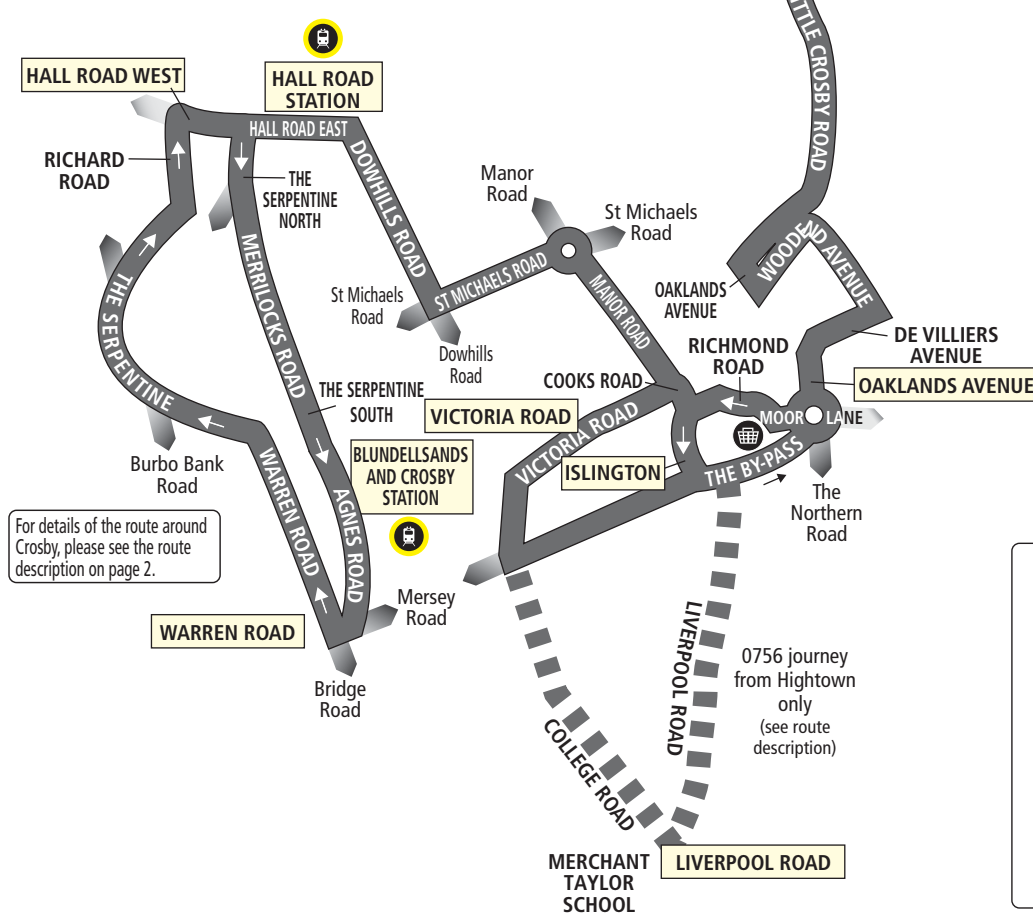 ITTLE CROSBY ROAD
HALL ROAD WEST
HALL ROAD
STATION
HALL ROAD EAST
RICHARD
ROAD
THE
SERPENTINE
NORTH
DOWHILLS ROAD
Manor
Road
St Michaels
Road
ST MICHAELS ROAD
MANOR ROAD
WOODEND AVENUE
OAKLANDS
AVENUE
THE SERPENTINE
MERRILOCKS ROAD
St Michaels
Road
Dowhills
Road
RICHMOND
ROAD
DE VILLIERS
AVENUE
COOKS ROAD
OAKLANDS AVENUE
THE SERPENTINE
SOUTH
VICTORIA ROAD
VICTORIA ROAD
MOOR LANE
BLUNDELLSANDS
AND CROSBY
STATION
ISLINGTON
THE BY-PASS
Burbo Bank
Road
WARREN ROAD
AGNES ROAD
The
Northern
Road
For details of the route around
Crosby, please see the route
description on page 2.
Mersey
Road
WARREN ROAD
Bridge
Road
LIVERPOOL ROAD
0756 journey
from Hightown
only
(see route
description)
COLLEGE ROAD
MERCHANT
TAYLOR
SCHOOL
LIVERPOOL ROAD